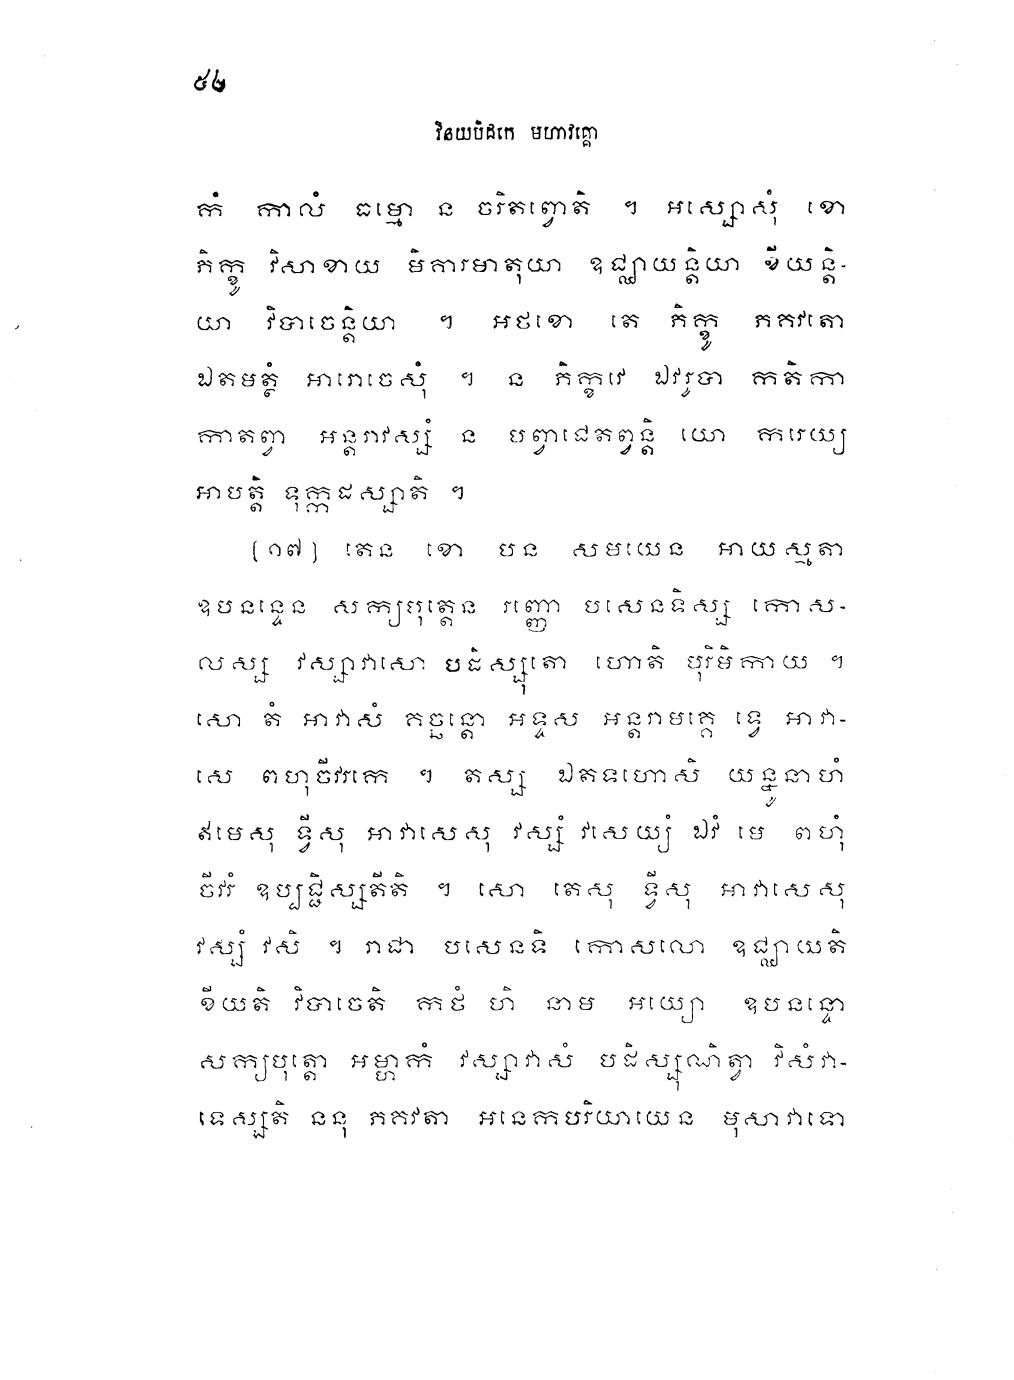 ៥៤
វិនយបិដកេ មហាវគ្គោ
កំ កាលំ ធម្មោ ន ចរិតព្វោតិ ។ អស្សោសុំ ខោ
ភិក្ខូ វិសាខាយ មិគារមាតុយា ឧជ្ឈាយន្តិយា ខីយន្តិ-
យា វិបាចេន្តិយា ។ អថខោ តេ ភិក្ខូ ភគវតោ
ឯតមត្ថំ អារោចេសុំ ។ ន ភិក្ខវេ ឯវរូបា កតិកា
កាតព្វា អន្តរាវស្សំ ន បព្វាជេតព្វន្តិ យោ ករេយ្យ
អាបត្តិ ទុក្កដស្សាតិ ។
[១៧] តេន ខោ បន សមយេន អាយស្មតា
ឧបនន្ទេន សក្យបុត្តេន រញ្ញោ បសេនទិស្ស កោស-
លស្ស វស្សាវាសោ បដិស្សុតោ ហោតិ បុរិមិកាយ ។
សោ តំ អាវាសំ គច្ឆន្តោ អទ្ទស អន្តរាមគ្គេ ទ្វេ អាវា-
សេ ពហុចីវរកេ ។ តស្ស ឯតទហោសិ យន្នូនាហំ
ឥមេសុ ទ្វីសុ អាវាសេសុ វស្សំ វសេយ្យំ ឯវំ មេ ពហុំ
ចីវរំ ឧប្បជ្ជិស្សតីតិ ។ សោ តេសុ ទ្វីសុ អាវាសេសុ
វស្សំ វសិ ។ រាជា បសេនទិ កោសលោ ឧជ្ឈាយតិ
ខីយតិ វិបាចេតិ កថំ ហិ នាម អយ្យោ ឧបនន្ទោ
សក្យបុត្តោ អម្ហាកំ វស្សាវាសំ បដិស្សុណិត្វា វិសំវា-
ទេស្សតិ ននុ ភគវតា អនេកបរិយាយេន មុសាវាទោ